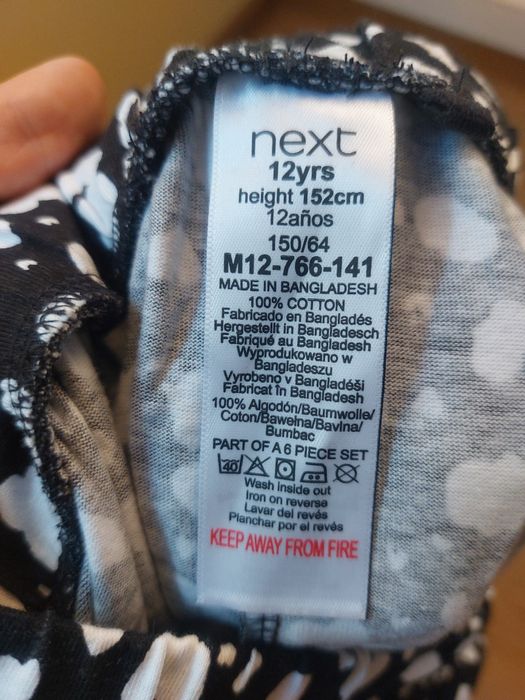 next
12yrs
height 152cm
12años
150/64
M12-766-141
MADE IN BANGLADESH
100% COTTON
Fabricado en Bangladés
Hergestellt in Bangladesch
Fabriqué au Bangladesh
Wyprodukowano w
Bangladeszu
Vyrobeno v Bangladéši
Fabricat în Bangladesh
100% Algodón/Baumwolle/
Coton/Bawełna/Bavlna/
Bumbac
PART OF A 6 PIECE SET
40
Wash inside out
Iron on reverse
Lavar del revés
Planchar por el revés
KEEP AWAY FROM FIRE